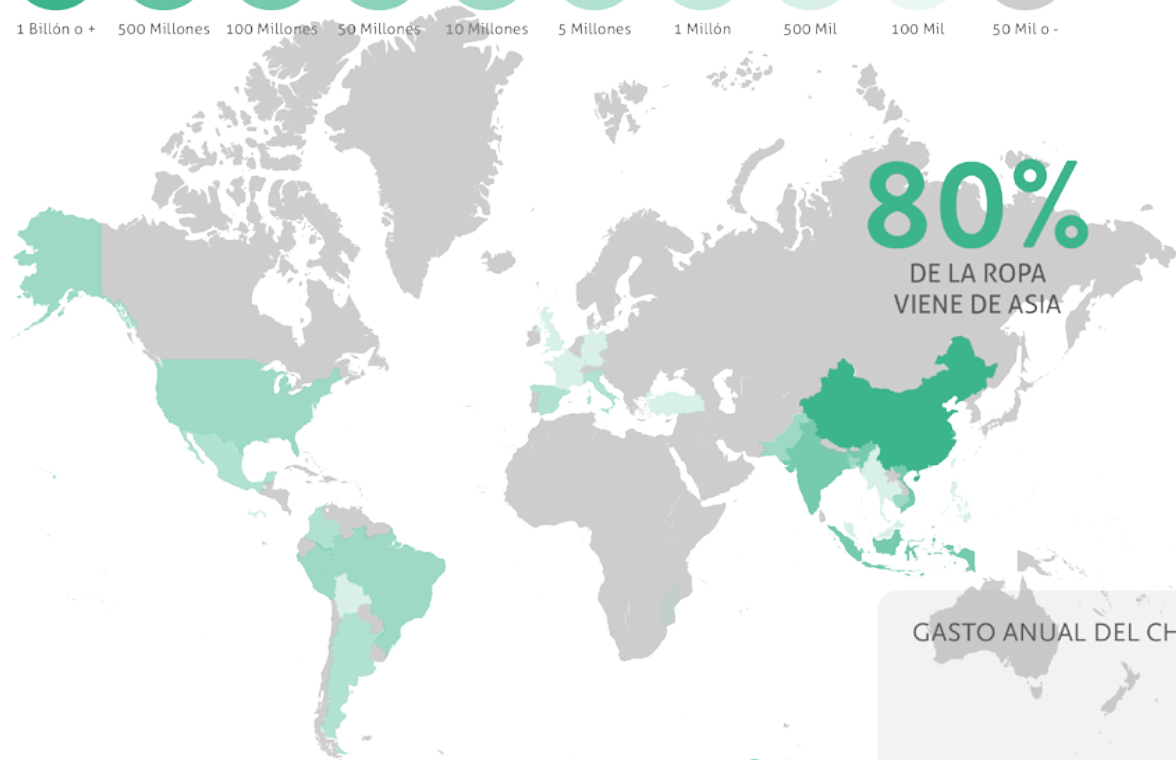 1 Billón o + 500 Millones 100 Millones 50 Millones 10 Millones 5 Millones 1 Millón 500 Mil 100 Mil 50 Mil o -
80%
DE LA ROPA
VIENE DE ASIA
GASTO ANUAL DEL CH